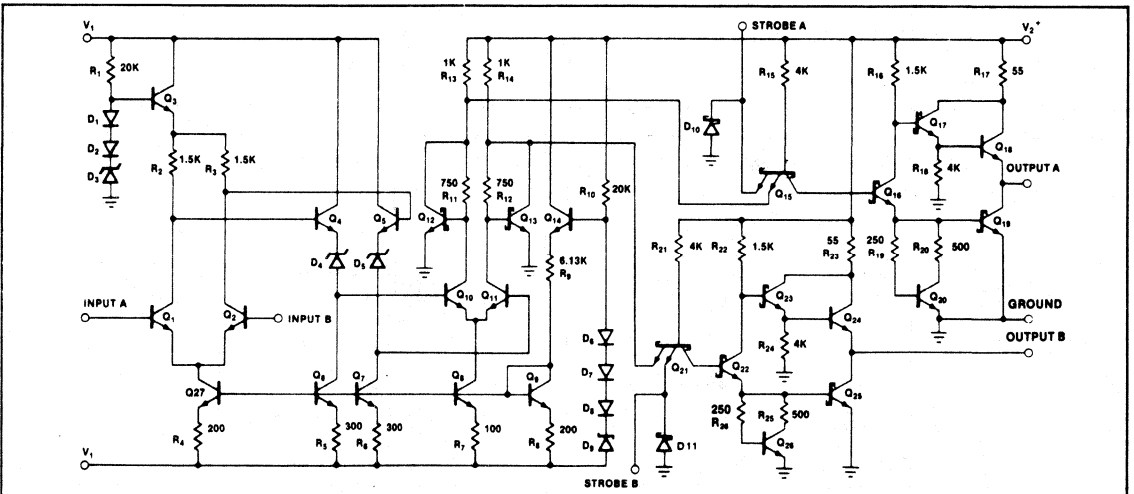 V1
STROBE A
V2+
R1 20K
Q3
D1
D2
D3
R2 1.5K
R3 1.5K
Q4
Q5
D4
D5
1K R13
1K R14
750 R11
750 R12
Q12
Q13
Q14
R10 20K
6.13K R9
Q10
Q11
D10
R15 4K
Q15
R16 1.5K
R17 55
Q17
Q18
R18 4K
OUTPUT A
Q16
Q19
250 R19
R20 500
Q20
GROUND
R21 4K
R22 1.5K
55 R23
Q23
Q24
R24 4K
OUTPUT B
Q21
Q22
Q25
250 R26
R25 500
Q26
D11
STROBE B
D6
D7
D8
D9
INPUT A
Q1
Q2
INPUT B
Q27
Q6
Q7
Q8
Q9
R4 200
R5 300
R6 300
R7 100
R8 200
V1